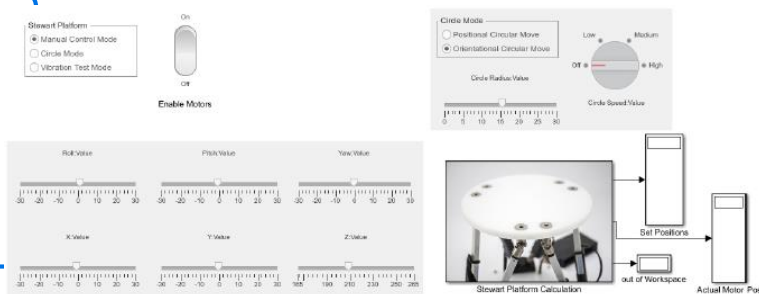 Stewart Platform
Manual Control Mode
Circle Mode
Vibration Test Mode
On
Off
Enable Motors
Circle Mode
Positional Circular Move
Orientational Circular Move
Circle Radius:Value
0 5 10 15 20 25 30
Low
Medium
Off
High
Circle Speed:Value
Roll:Value
Pitch:Value
Yaw:Value
-30 -20 -10 0 10 20 30
-30 -20 -10 0 10 20 30
-30 -20 -10 0 10 20 30
X:Value
Y:Value
Z:Value
-30 -20 -10 0 10 20 30
-30 -20 -10 0 10 20 30
165 190 210 230 250 265
Set Positions
out of Workspace
Stewart Platform Calculation
Actual Motor Pos